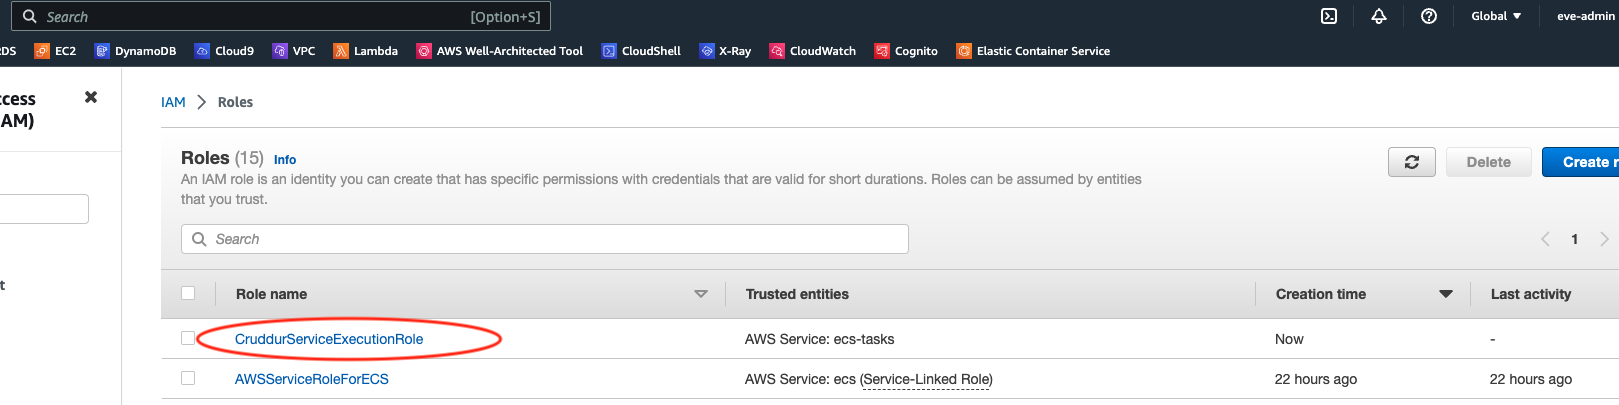 Search [Option+S] Global eve-admin
RDS EC2 DynamoDB Cloud9 VPC Lambda AWS Well-Architected Tool CloudShell X-Ray CloudWatch Cognito Elastic Container Service
ccess
AM)
t
IAM > Roles
Roles (15) Info
Delete Create r
An IAM role is an identity you can create that has specific permissions with credentials that are valid for short durations. Roles can be assumed by entities
that you trust.
Search 1
Role name Trusted entities Creation time Last activity
CruddurServiceExecutionRole AWS Service: ecs-tasks Now -
AWSServiceRoleForECS AWS Service: ecs (Service-Linked Role) 22 hours ago 22 hours ago